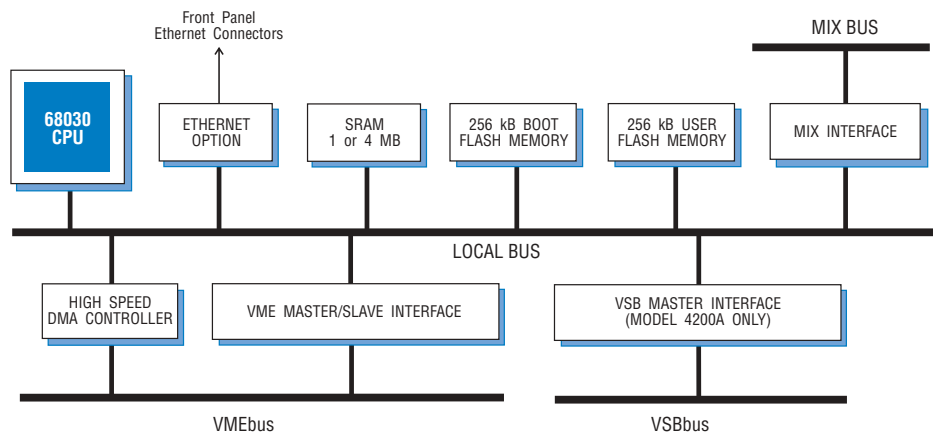 Front Panel
Ethernet Connectors
MIX BUS
68030
CPU
ETHERNET
OPTION
SRAM
1 or 4 MB
256 kB BOOT
FLASH MEMORY
256 kB USER
FLASH MEMORY
MIX INTERFACE
LOCAL BUS
HIGH SPEED
DMA CONTROLLER
VME MASTER/SLAVE INTERFACE
VSB MASTER INTERFACE
(MODEL 4200A ONLY)
VMEbus
VSBbus